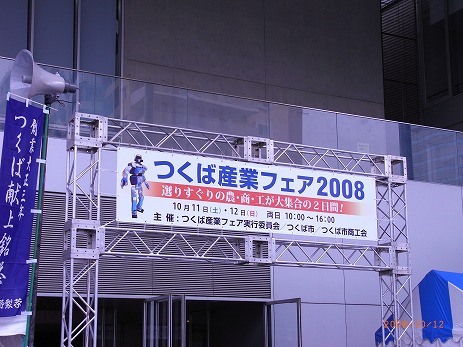 つくば産業フェア2008
選りすぐりの農・商・工が大集合の2日間!
10月11日(土)・12日(日) 両日 10:00～16:00
主催:つくば産業フェア実行委員会/つくば市/つくば市商工会
つくば献上銘茶